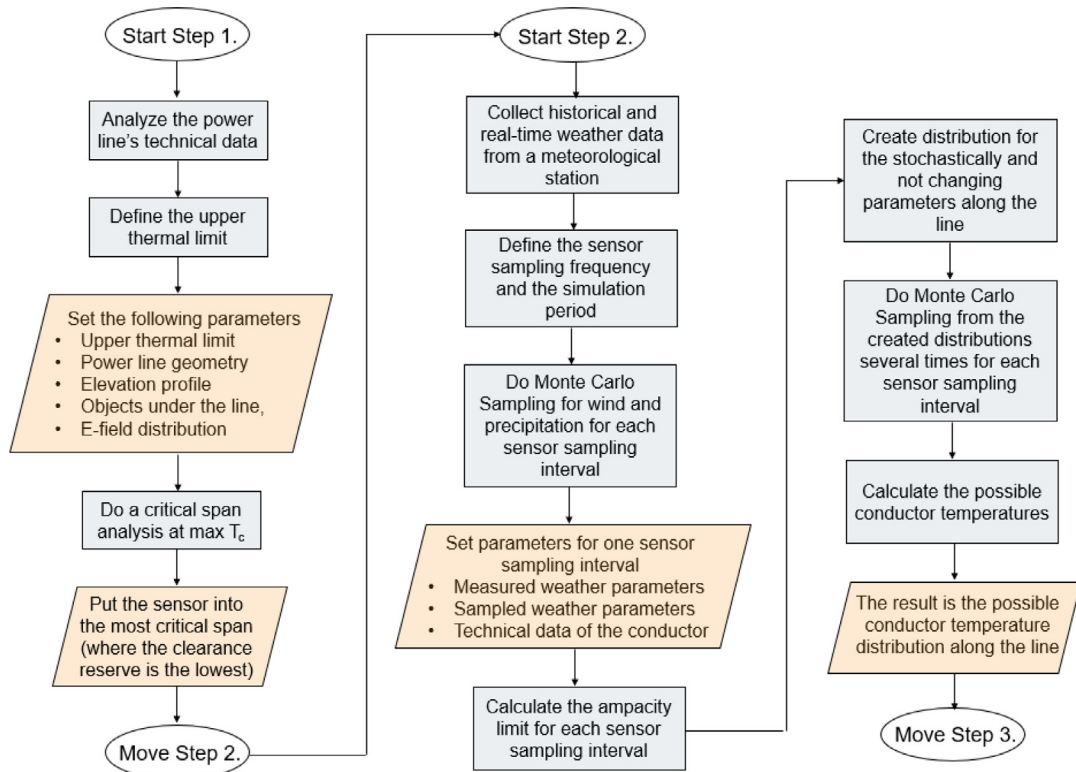 Start Step 1.
Analyze the power
line's technical data
Define the upper
thermal limit
Set the following parameters
• Upper thermal limit
• Power line geometry
• Elevation profile
• Objects under the line,
• E-field distribution
Do a critical span
analysis at max Tc
Put the sensor into
the most critical span
(where the clearance
reserve is the lowest)
Move Step 2.
Start Step 2.
Collect historical and
real-time weather data
from a meteorological
station
Define the sensor
sampling frequency
and the simulation
period
Do Monte Carlo
Sampling for wind and
precipitation for each
sensor sampling
interval
Set parameters for one sensor
sampling interval
• Measured weather parameters
• Sampled weather parameters
• Technical data of the conductor
Calculate the ampacity
limit for each sensor
sampling interval
Create distribution for
the stochastically and
not changing
parameters along the
line
Do Monte Carlo
Sampling from the
created distributions
several times for each
sensor sampling
interval
Calculate the possible
conductor temperatures
The result is the possible
conductor temperature
distribution along the line
Move Step 3.